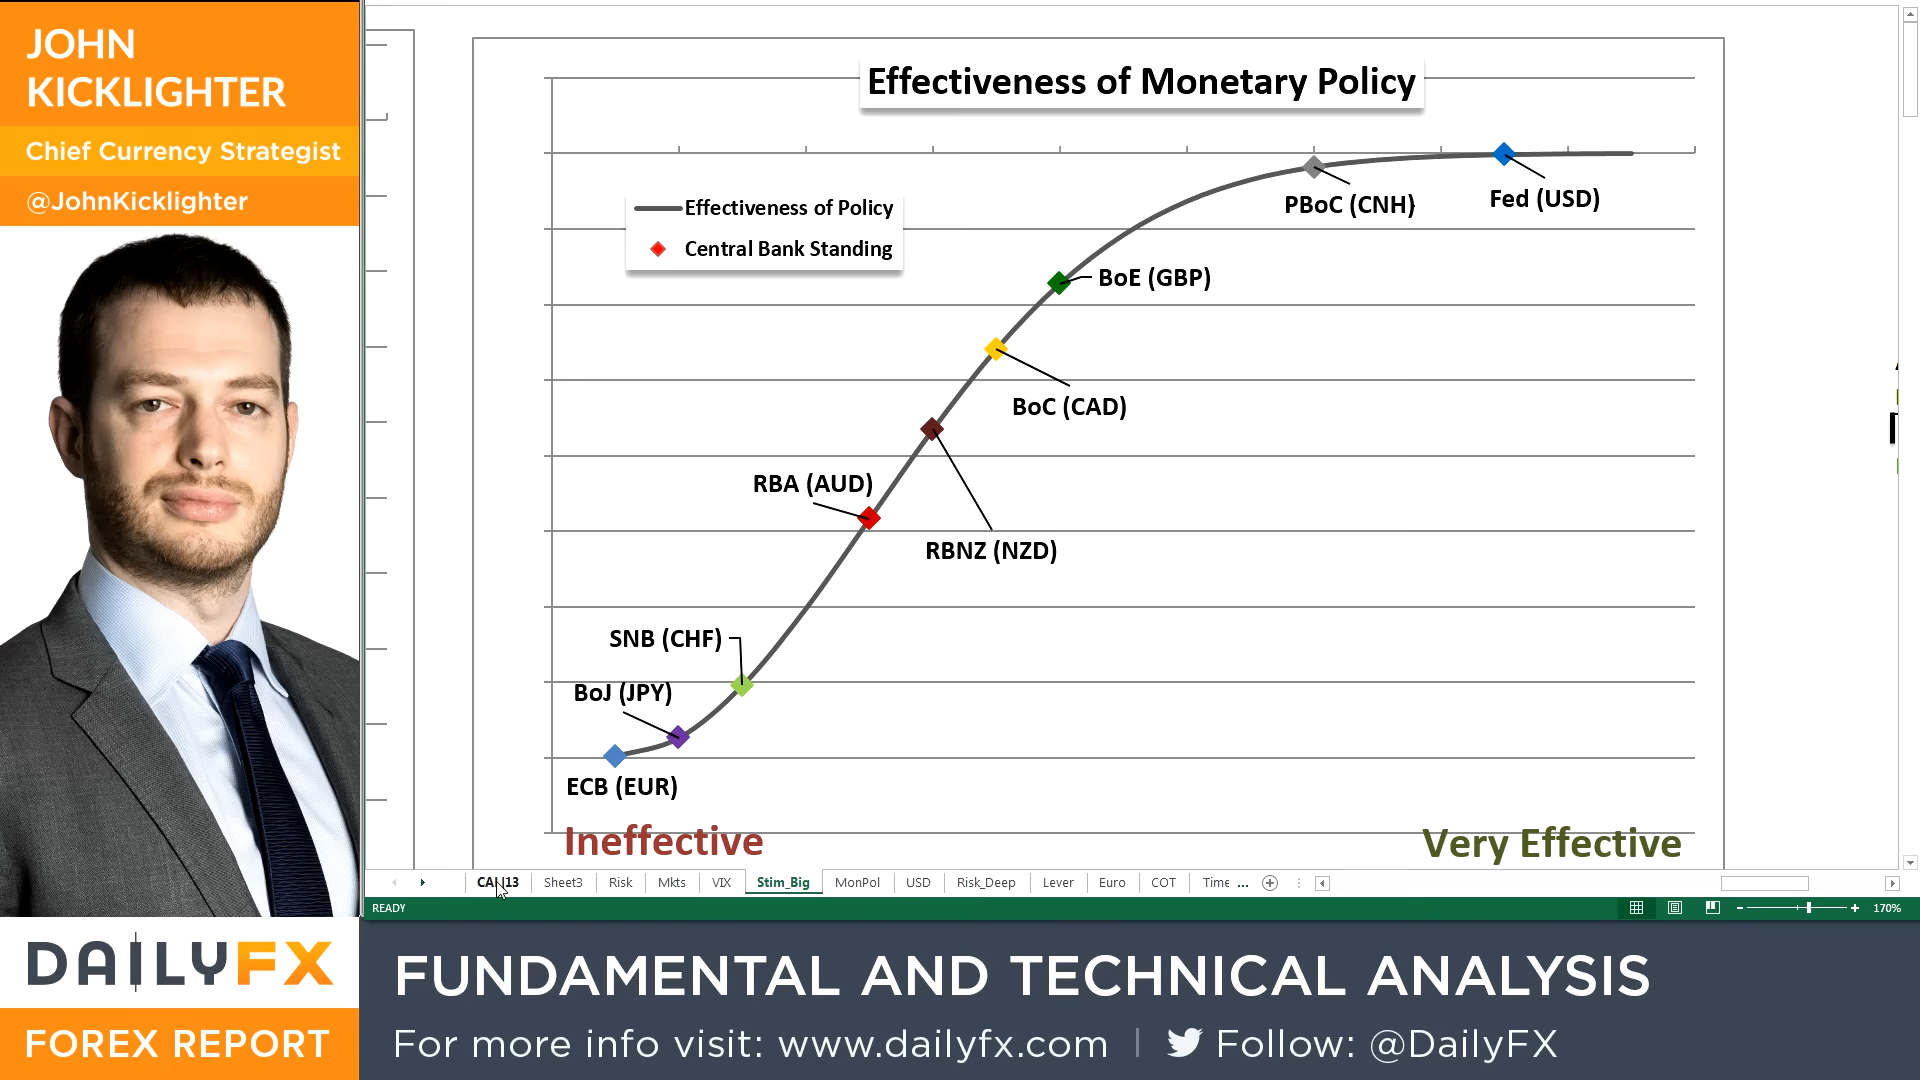 JOHN
KICKLIGHTER
Chief Currency Strategist
@JohnKicklighter
Effectiveness of Monetary Policy
Effectiveness of Policy
Central Bank Standing
PBoC (CNH)
Fed (USD)
BoE (GBP)
BoC (CAD)
RBA (AUD)
RBNZ (NZD)
SNB (CHF)
BoJ (JPY)
ECB (EUR)
Ineffective
Very Effective
Sheet3 Risk Mkts VIX Stim_Big MonPol USD Risk_Deep Lever Euro COT Time ...
READY
170%
DAILYFX
FOREX REPORT
FUNDAMENTAL AND TECHNICAL ANALYSIS
For more info visit: www.dailyfx.com | Follow: @DailyFX